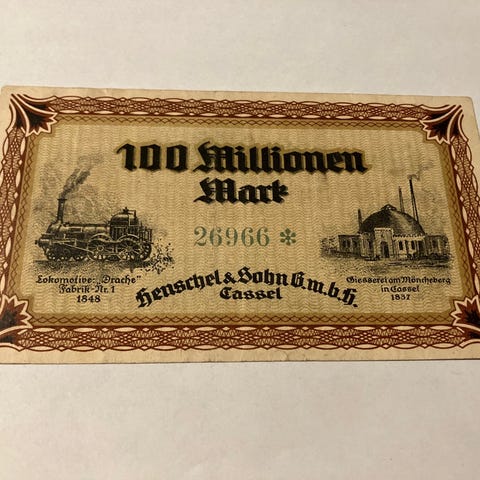 100 Millionen
Mark
26966 *
Lokomotive: „Drache"
Fabrik-Nr. 1
1848
Henschel & Sohn G.m.b.H.
Cassel
Giesserei am Möncheberg
in Cassel
1837